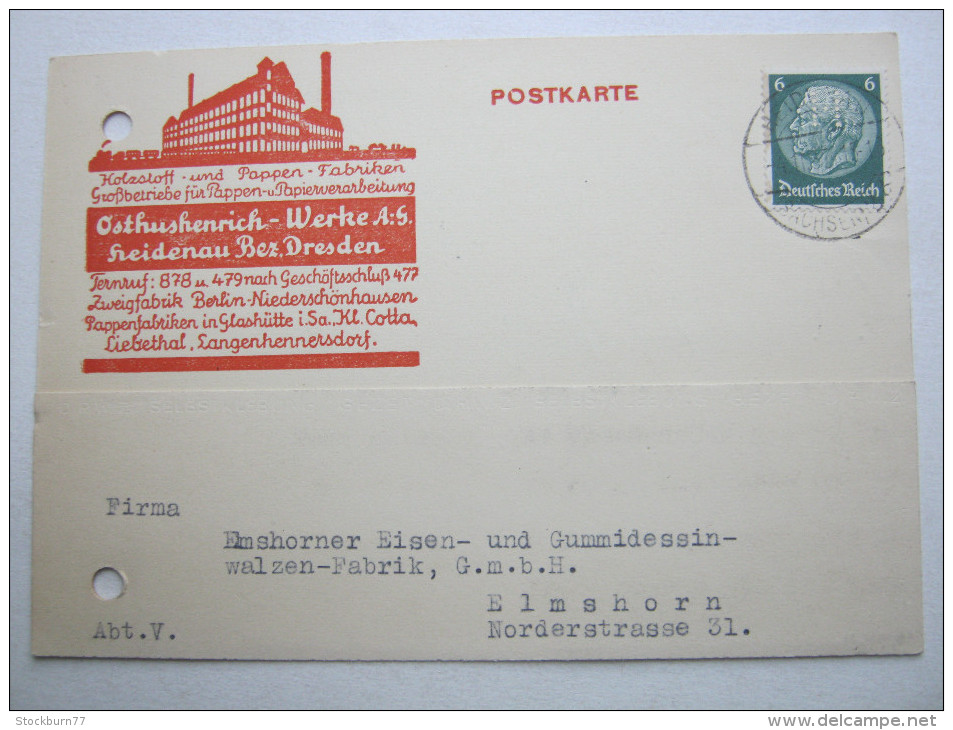 POSTKARTE
6 6
Deutsches Reich
Holzstoff - und Pappen - Fabriken
Großbetriebe für Pappen- u. Papierverarbeitung
Osthushenrich - Werke A:G.
Heidenau Bez. Dresden
Fernruf: 878 u. 479 nach Geschäftsschluß 477
Zweigfabrik Berlin-Niederschönhausen
Pappenfabriken in Glashütte i. Sa., Kl. Cotta,
Liebethal, Langenhennersdorf.
Firma
Elmshorner Eisen- und Gummidessin-
walzen-Fabrik, G.m.b.H.
Elmshorn
Abt.V.
Norderstrasse 31.
Stockburn77
www.delcampe.net